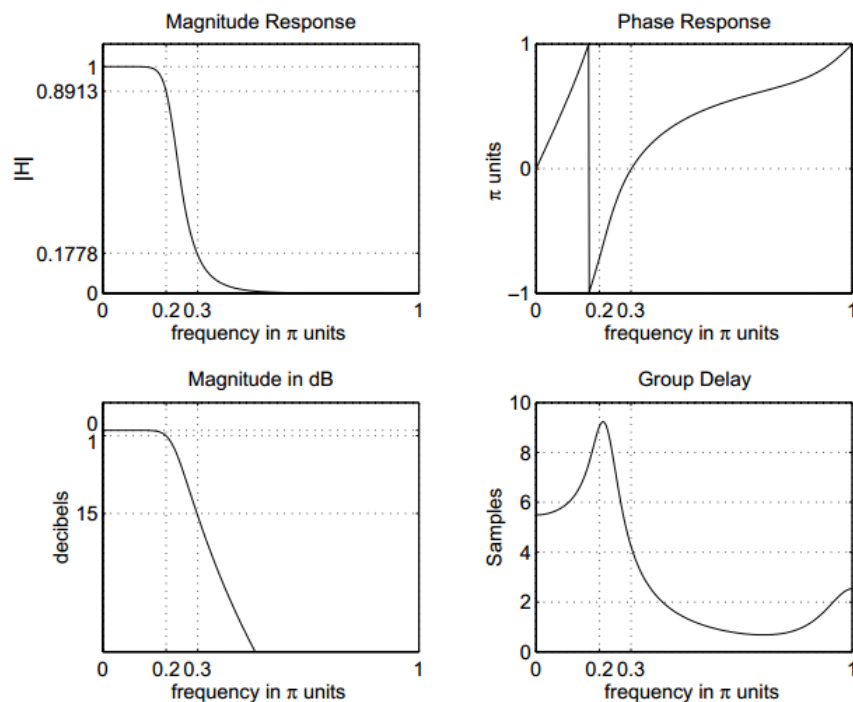 Magnitude Response
|H|
1
0.8913
0.1778
0
0 0.2 0.3 1
frequency in π units
Phase Response
π units
1
0
−1
0 0.2 0.3 1
frequency in π units
Magnitude in dB
decibels
0
1
15
0 0.2 0.3 1
frequency in π units
Group Delay
Samples
10
8
6
4
2
0
0 0.2 0.3 1
frequency in π units